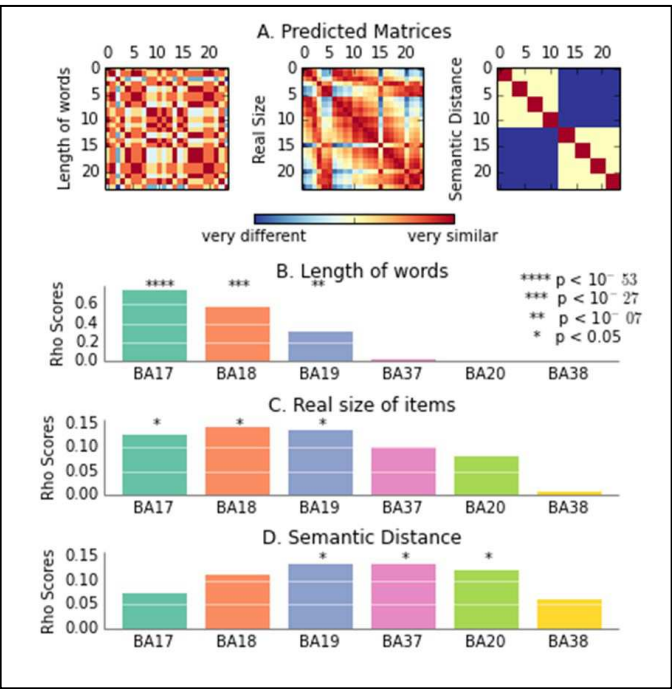 A. Predicted Matrices
0 5 10 15 20 0 5 10 15 20 0 5 10 15 20
Length of words
0
5
10
15
20
Real Size
0
5
10
15
20
Semantic Distance
0
5
10
15
20
very different very similar
B. Length of words
Rho Scores
0.6
0.4
0.2
0.0
**** *** **
**** p < 10⁻ 53
*** p < 10⁻ 27
** p < 10⁻ 07
* p < 0.05
BA17 BA18 BA19 BA37 BA20 BA38
C. Real size of items
Rho Scores
0.15
0.10
0.05
0.00
* * *
BA17 BA18 BA19 BA37 BA20 BA38
D. Semantic Distance
Rho Scores
0.15
0.10
0.05
0.00
* * *
BA17 BA18 BA19 BA37 BA20 BA38